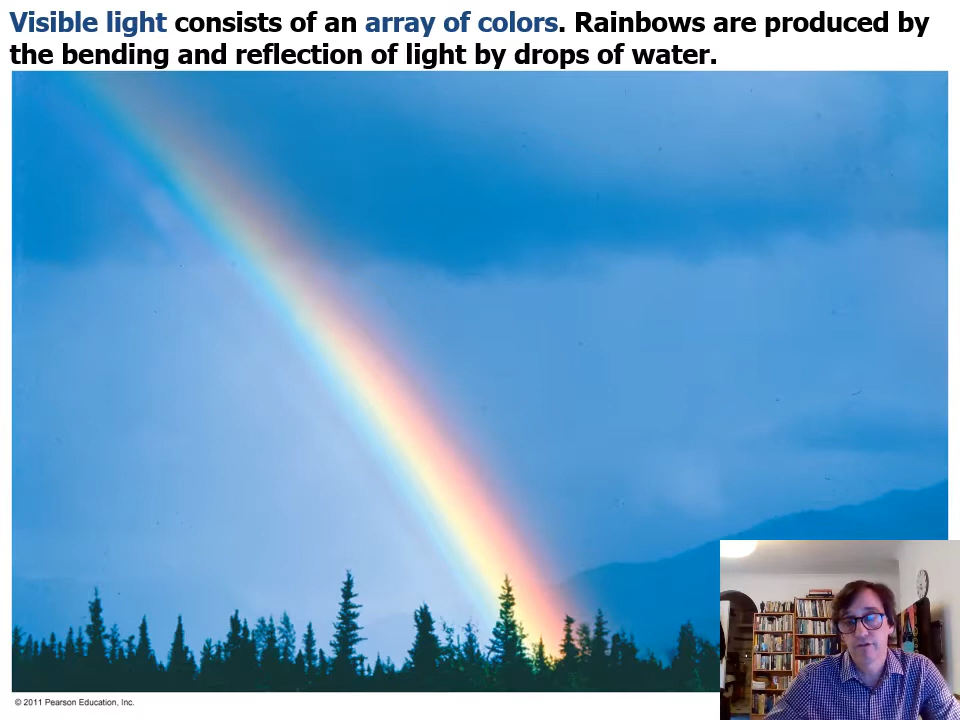 Visible light consists of an array of colors. Rainbows are produced by
the bending and reflection of light by drops of water.
© 2011 Pearson Education, Inc.